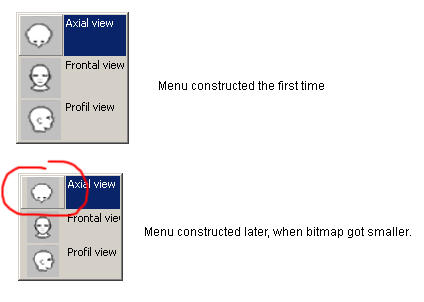 Axial view
Frontal view
Profil view
Menu constructed the first time
Axial view
Frontal view
Profil view
Menu constructed later, when bitmap got smaller.